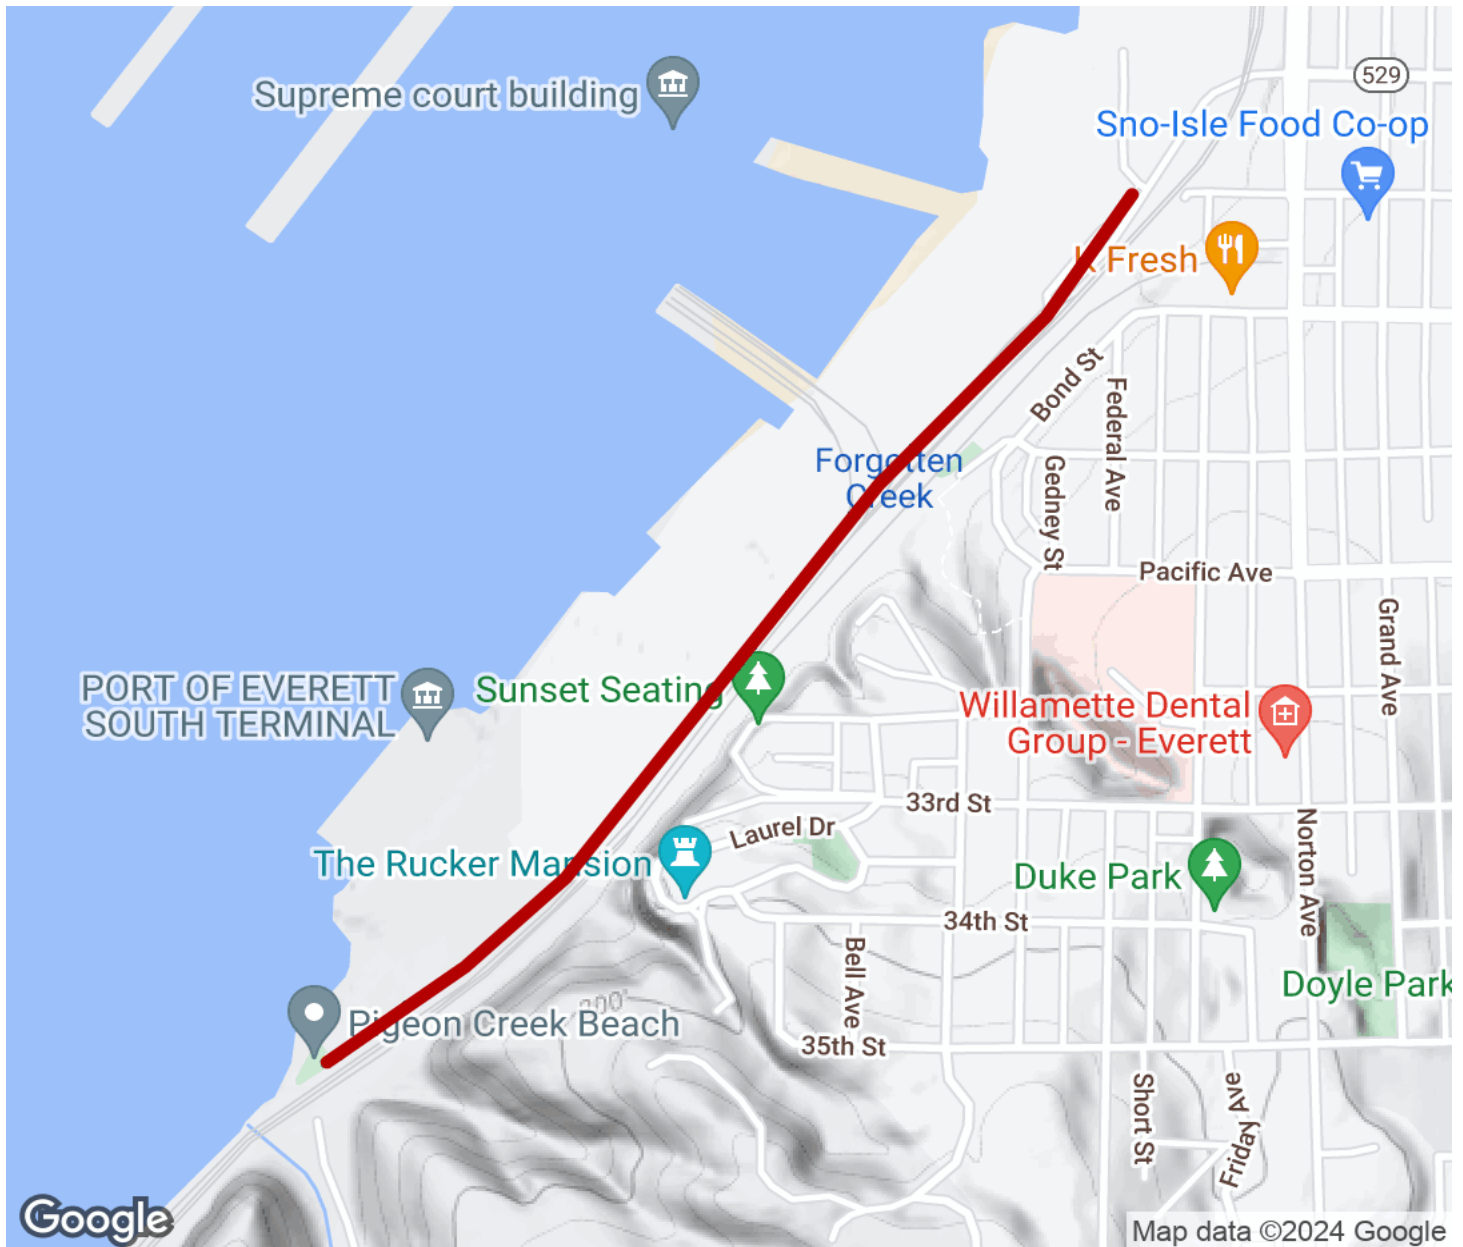 529
Supreme court building
Sno-Isle Food Co-op
k Fresh
Bond St
Federal Ave
Forgotten
Creek
Gedney St
Pacific Ave
Grand Ave
PORT OF EVERETT
SOUTH TERMINAL
Sunset Seating
Willamette Dental
Group - Everett
33rd St
Laurel Dr
Norton Ave
The Rucker Mansion
Duke Park
34th St
Bell Ave
Doyle Park
200'
Pigeon Creek Beach
35th St
Short St
Friday Ave
Google
Map data ©2024 Google